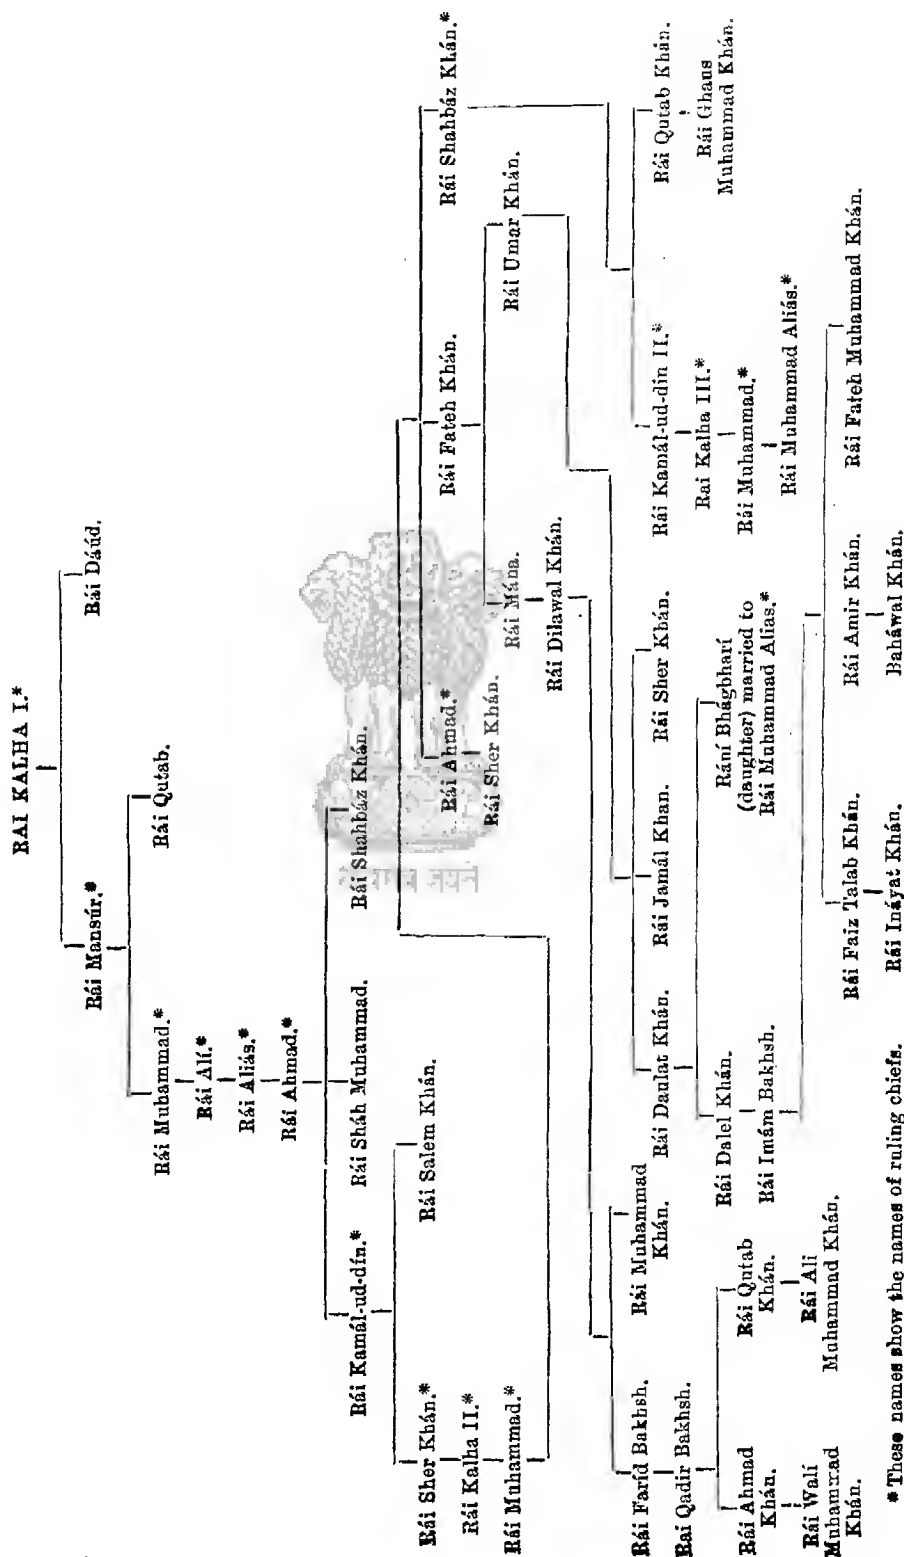 RAI KALHA I.*
Rái Mansúr.*
Rái Dáúd.
Rái Muhammad.*
Rái Qutab.
Rái Alí.*
Rái Aliás.*
Rái Ahmad.*
Rái Kamál-ud-dín.*
Rái Sháh Muhammad.
Rái Shahbáz Khán.
Rái Sher Khán.*
Rái Salem Khán.
Rái Ahmad.*
Rái Fateh Khán.
Rái Shahbáz Khán.*
Rái Kalha II.*
Rái Sher Khán.
Rái Muhammad.*
Rái Mána.
Rái Umar Khán.
Rái Dilawal Khán.
Rái Faríd Bakhsh.
Rái Muhammad
Khán.
Rái Daulat Khán.
Rái Jamál Khan.
Rái Sher Khán.
Rái Kamál-ud-dín II.*
Rái Qutab Khán.
Rai Qadir Bakhsh.
Rai Kalha III.*
Rái Ghaus
Muhammad Khán.
Rái Dalel Khán.
Rání Bhágbharí
(daughter) married to
Rái Muhammad Alias.*
Rái Muhammad.*
Rái Ahmad
Khán.
Rái Qutab
Khán.
Rái Imám Bakhsh.
Rái Muhammad Aliás.*
Rái Walí
Muhammad
Khán.
Rái Ali
Muhammad Khán.
Rái Faiz Talab Khán.
Rái Amir Khán.
Rái Fateh Muhammad Khán.
Rái Ináyat Khán.
Baháwal Khán.
* These names show the names of ruling chiefs.